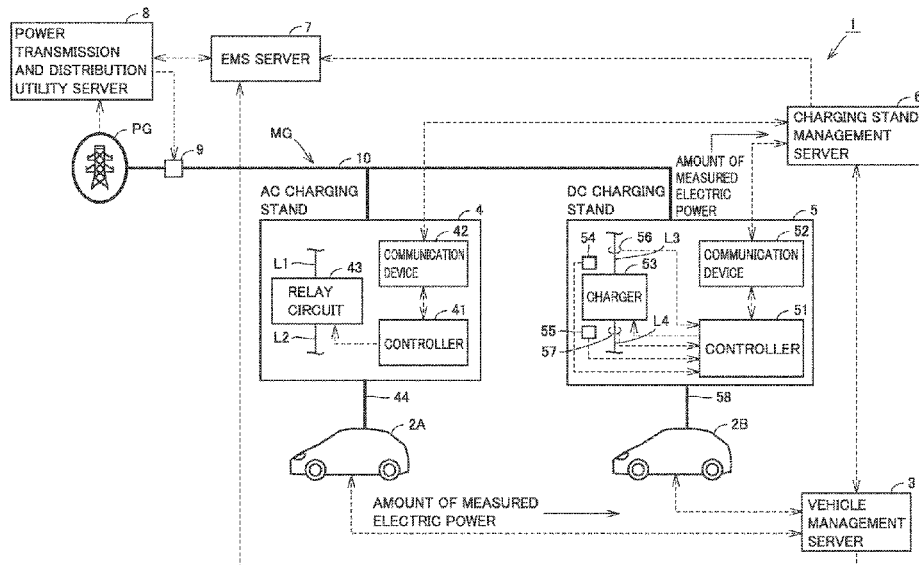 8
POWER
TRANSMISSION
AND DISTRIBUTION
UTILITY SERVER
7
EMS SERVER
1
6
CHARGING STAND
MANAGEMENT
SERVER
PG
9
MG
10
AMOUNT OF
MEASURED
ELECTRIC
POWER
AC CHARGING
STAND
4
42
COMMUNICATION
DEVICE
L1
43
RELAY
CIRCUIT
L2
41
CONTROLLER
44
2A
DC CHARGING
STAND
5
54
56
L3
53
CHARGER
52
COMMUNICATION
DEVICE
55
57
L4
51
CONTROLLER
58
2B
AMOUNT OF MEASURED
ELECTRIC POWER
3
VEHICLE
MANAGEMENT
SERVER